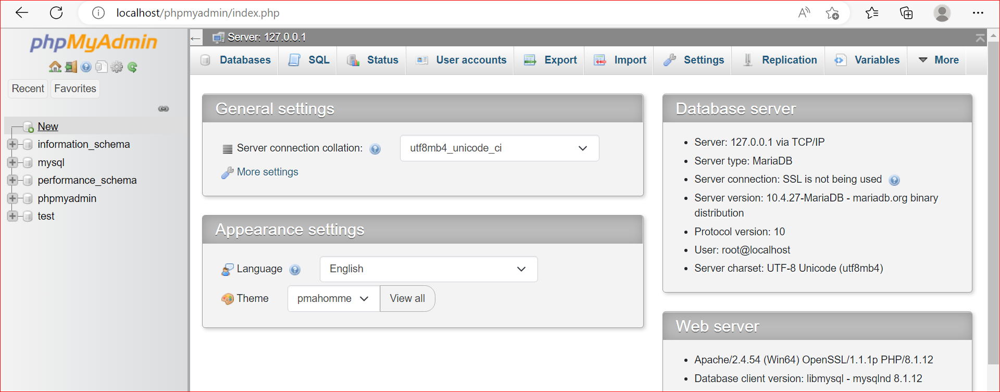 localhost/phpmyadmin/index.php
phpMyAdmin
Recent Favorites
New
information_schema
mysql
performance_schema
phpmyadmin
test
Server: 127.0.0.1
Databases SQL Status User accounts Export Import Settings Replication Variables More
General settings
Server connection collation: utf8mb4_unicode_ci
More settings
Appearance settings
Language English
Theme pmahomme View all
Database server
Server: 127.0.0.1 via TCP/IP
Server type: MariaDB
Server connection: SSL is not being used
Server version: 10.4.27-MariaDB - mariadb.org binary
distribution
Protocol version: 10
User: root@localhost
Server charset: UTF-8 Unicode (utf8mb4)
Web server
Apache/2.4.54 (Win64) OpenSSL/1.1.1p PHP/8.1.12
Database client version: libmysql - mysqlnd 8.1.12